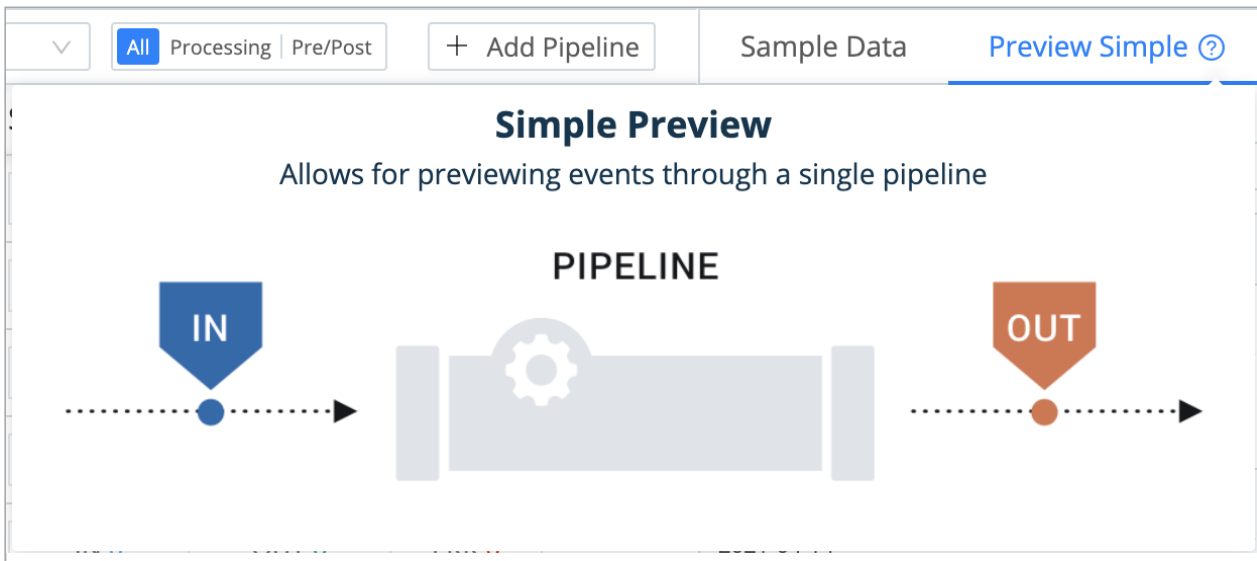 All Processing Pre/Post + Add Pipeline Sample Data Preview Simple ?
Simple Preview
Allows for previewing events through a single pipeline
PIPELINE
IN
OUT